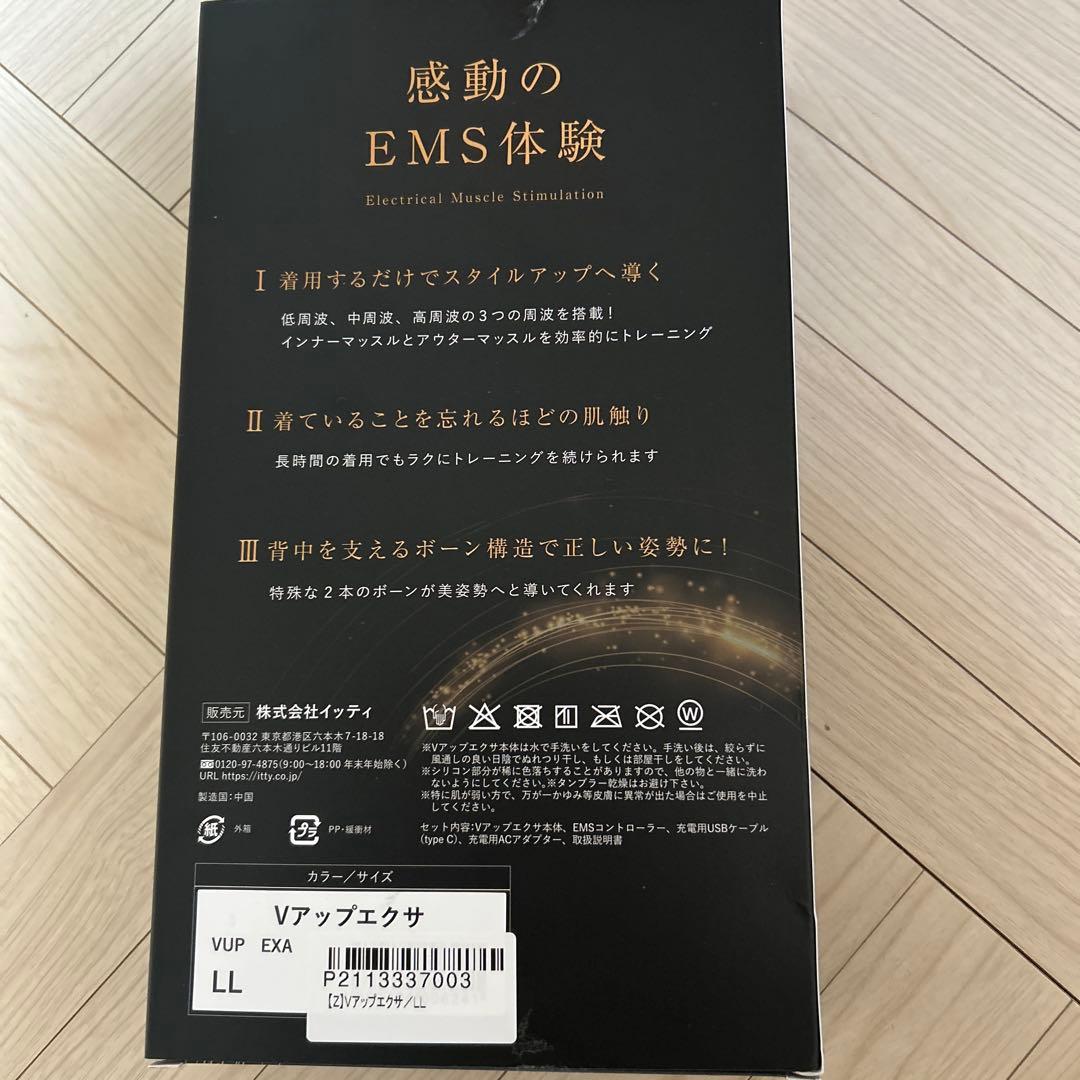 感動の
EMS体験
Electrical Muscle Stimulation
Ⅰ 着用するだけでスタイルアップへ導く
低周波、中周波、高周波の3つの周波を搭載!
インナーマッスルとアウターマッスルを効率的にトレーニング
Ⅱ 着ていることを忘れるほどの肌触り
長時間の着用でもラクにトレーニングを続けられます
Ⅲ 背中を支えるボーン構造で正しい姿勢に!
特殊な2本のボーンが美姿勢へと導いてくれます
販売元 株式会社イッティ
〒106-0032 東京都港区六本木7-18-18
住友不動産六本木通りビル11階
0120-97-4875(9:00~18:00 年末年始除く)
URL https://itty.co.jp/
製造国:中国
紙 外箱 プラ PP・緩衝材
W
※Vアップエクサ本体は水で手洗いをしてください。手洗い後は、絞らずに
風通しの良い日陰でぬれつり干し、もしくは部屋干しをしてください。
※シリコン部分が稀に色落ちすることがありますので、他の物と一緒に洗わ
ないようにしてください。※タンブラー乾燥はお避け下さい。
※特に肌が弱い方で、万が一かゆみ等皮膚に異常が出た場合はご使用を中止
してください。
セット内容:Vアップエクサ本体、EMSコントローラー、充電用USBケーブル
(type C)、充電用ACアダプター、取扱説明書
カラー/サイズ
Vアップエクサ
VUP EXA
LL
P2113337003
【Z】Vアップエクサ/LL